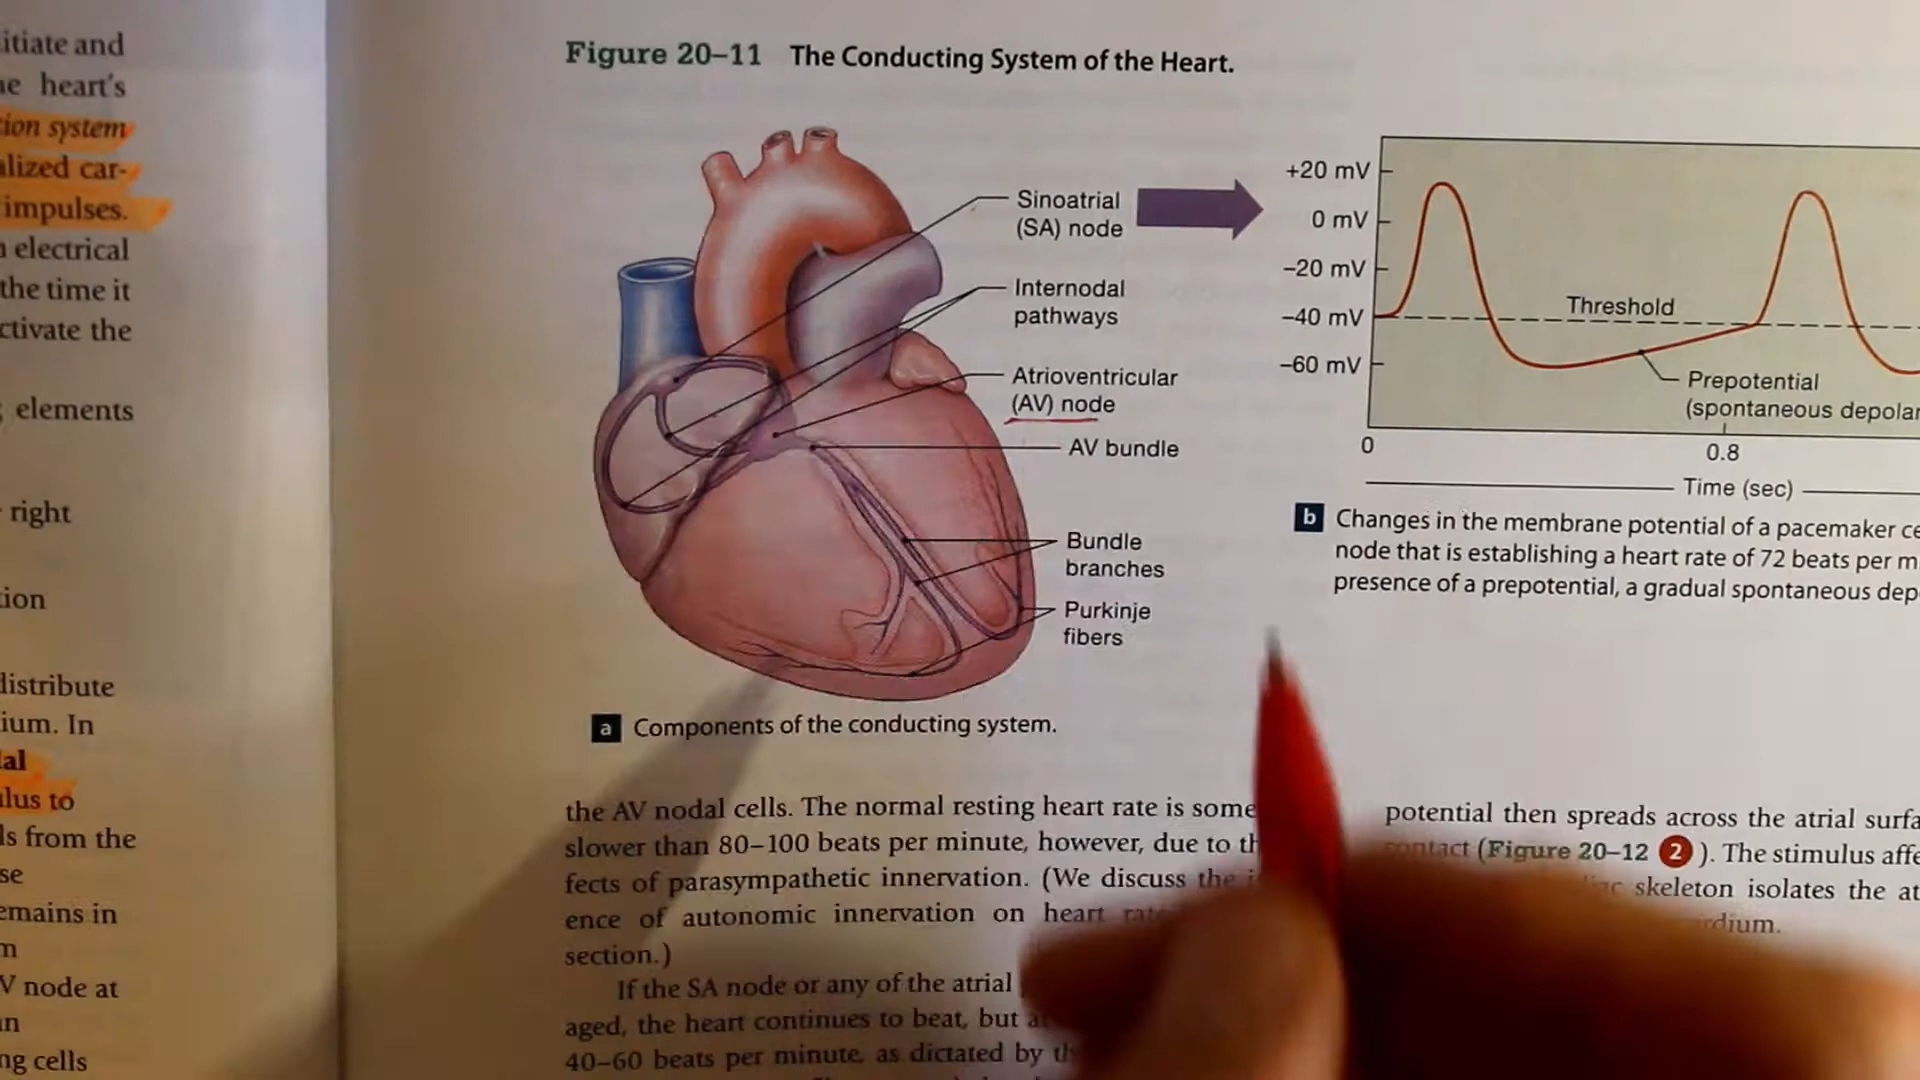 itiate and
heart's
ion system
alized car-
impulses.
electrical
the time it
ctivate the
elements
right
ion
distribute
ium. In
al
ulus to
ls from the
se
emains in
V node at
ng cells
Figure 20–11 The Conducting System of the Heart.
Sinoatrial
(SA) node
Internodal
pathways
Atrioventricular
(AV) node
AV bundle
Bundle
branches
Purkinje
fibers
a Components of the conducting system.
+20 mV
0 mV
–20 mV
–40 mV
–60 mV
Threshold
Prepotential
(spontaneous depolar
0
0.8
Time (sec)
b Changes in the membrane potential of a pacemaker ce
node that is establishing a heart rate of 72 beats per m
presence of a prepotential, a gradual spontaneous dep
the AV nodal cells. The normal resting heart rate is some
slower than 80–100 beats per minute, however, due to th
fects of parasympathetic innervation. (We discuss the
ence of autonomic innervation on heart rate
section.)
If the SA node or any of the atrial
aged, the heart continues to beat, but at
40–60 beats per minute, as dictated by th
potential then spreads across the atrial surfa
contact (Figure 20–12 2 ). The stimulus affe
skeleton isolates the at
rdium.